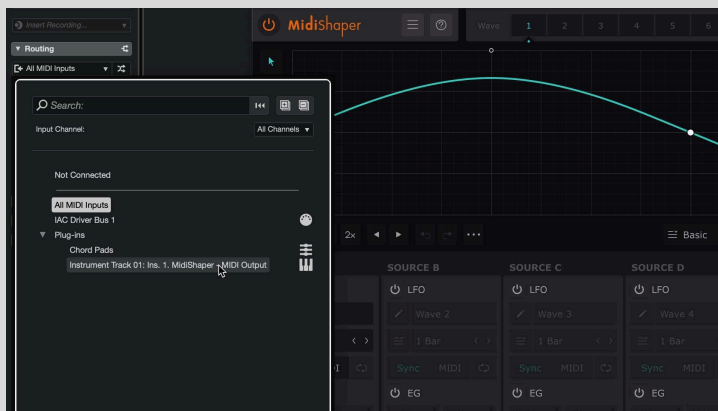 Insert Recording...
MidiShaper
Wave 1 2 3 4 5 6
Routing
All MIDI Inputs
Search:
Input Channel:
All Channels
Not Connected
All MIDI Inputs
IAC Driver Bus 1
Plug-ins
Chord Pads
Instrument Track 01: Ins. 1. MidiShaper - MIDI Output
2x
Basic
SOURCE B SOURCE C SOURCE D
LFO LFO LFO
Wave 2 Wave 3 Wave 4
1 Bar 1 Bar 1 Bar
Sync MIDI Sync MIDI Sync MIDI
EG EG EG